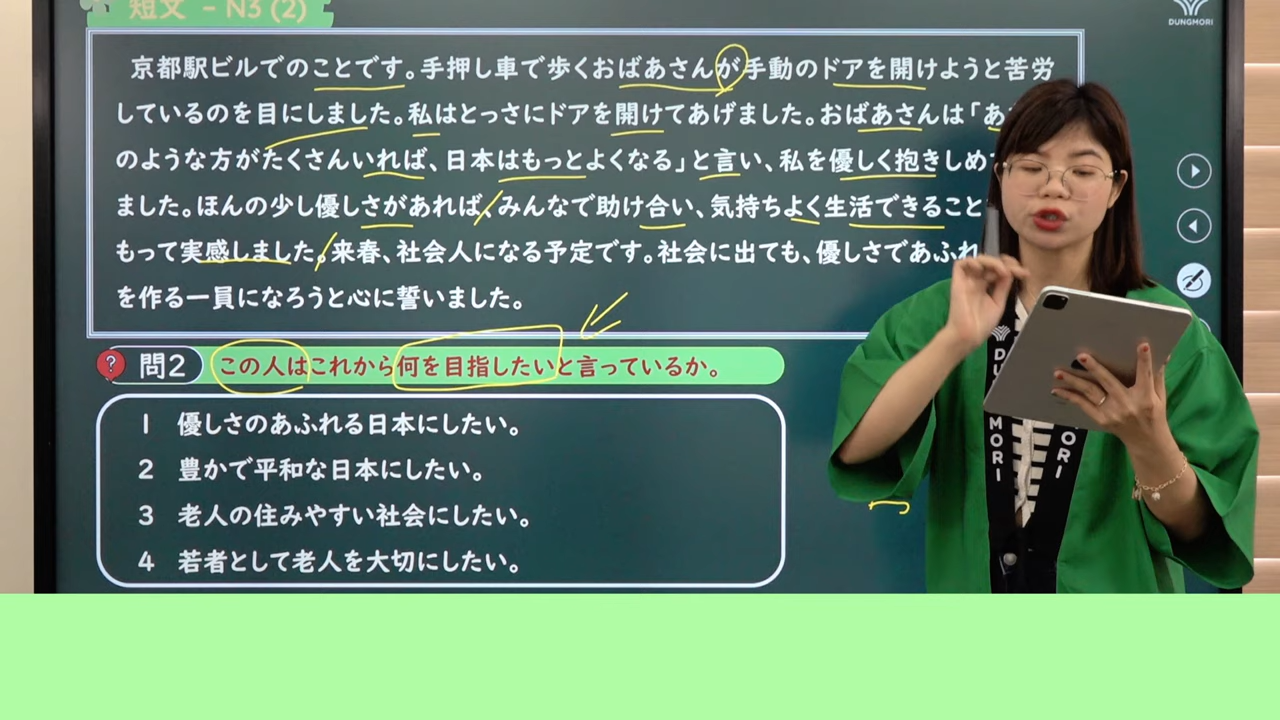 短文 - N3 (2)
DUNGMORI
京都駅ビルでのことです。手押し車で歩くおばあさんが手動のドアを開けようと苦労
しているのを目にしました。私はとっさにドアを開けてあげました。おばあさんは「あ
のような方がたくさんいれば、日本はもっとよくなる」と言い、私を優しく抱きしめ
ました。ほんの少し優しさがあれば、みんなで助け合い、気持ちよく生活できること
もって実感しました。来春、社会人になる予定です。社会に出ても、優しさであふれ
を作る一員になろうと心に誓いました。
? 問2 この人はこれから何を目指したいと言っているか。
1 優しさのあふれる日本にしたい。
2 豊かで平和な日本にしたい。
3 老人の住みやすい社会にしたい。
4 若者として老人を大切にしたい。
MORI
ORI